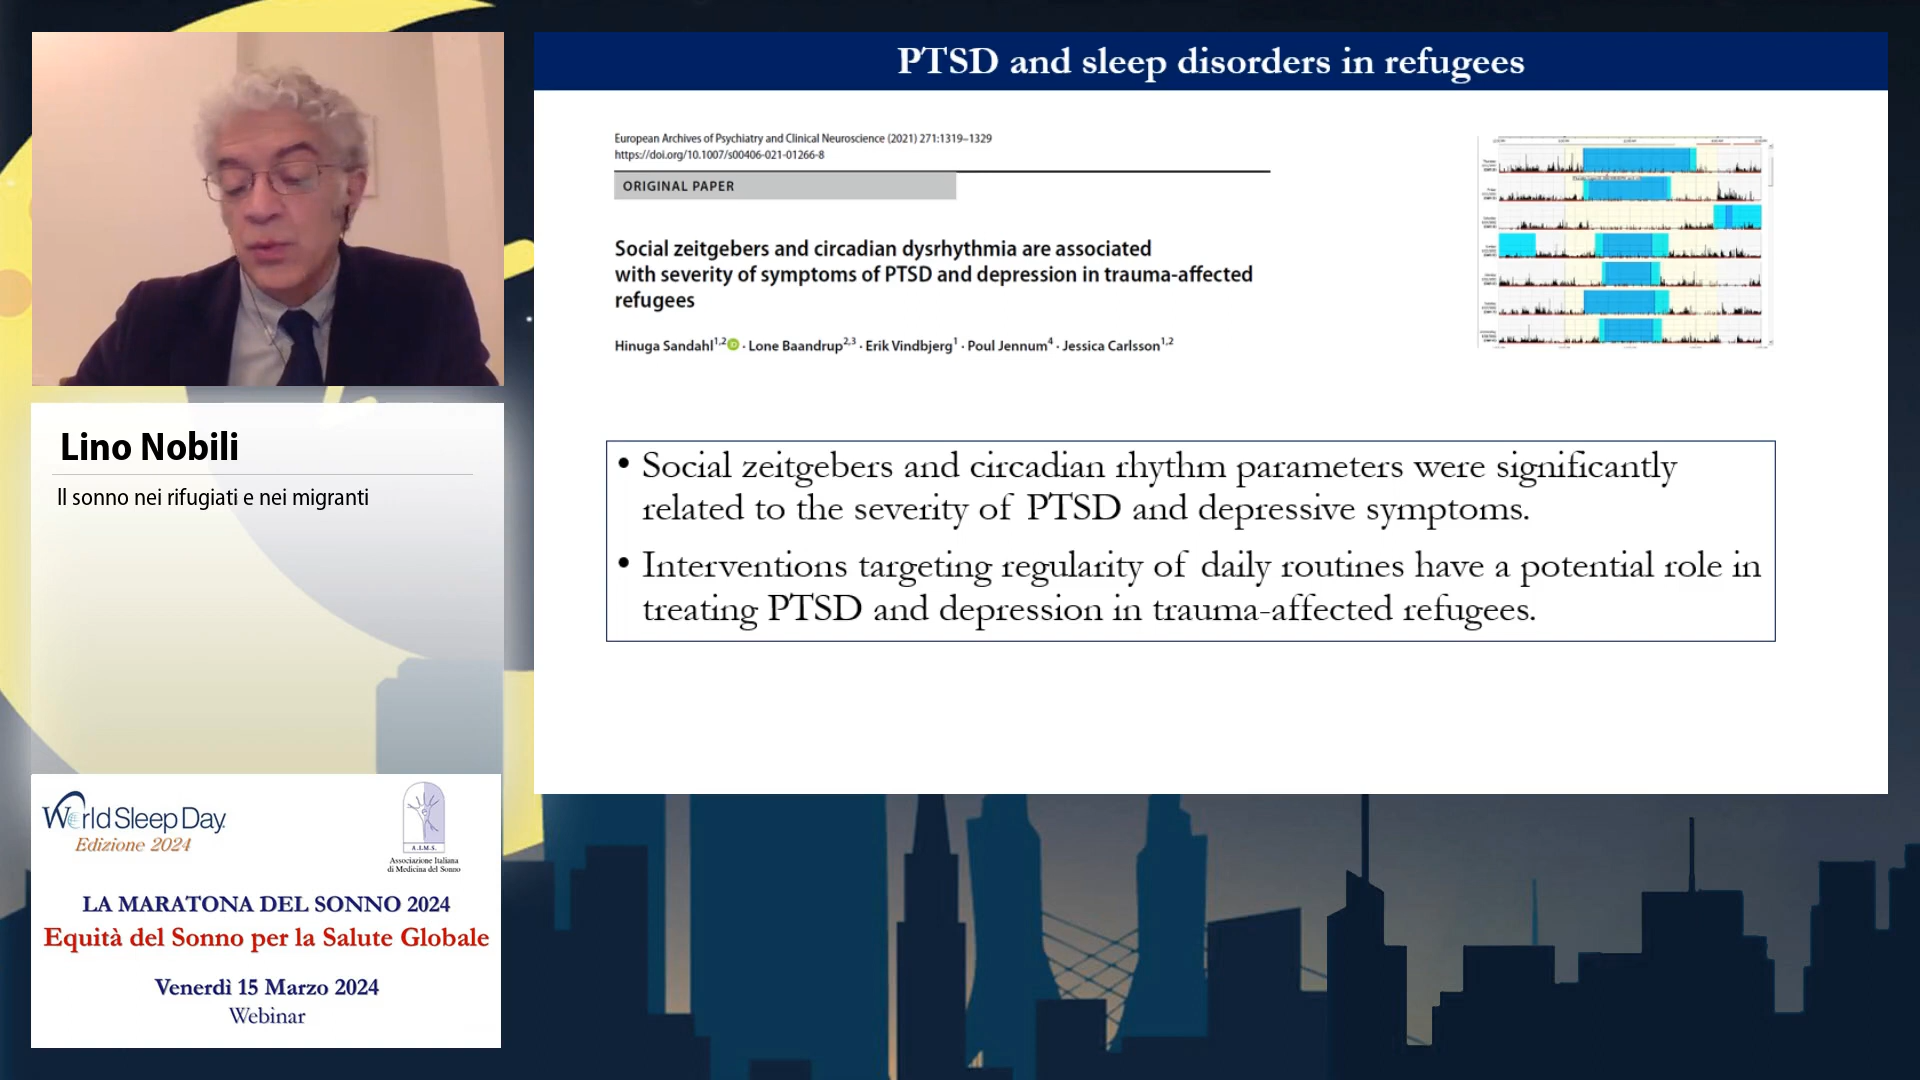 PTSD and sleep disorders in refugees
European Archives of Psychiatry and Clinical Neuroscience (2021) 271:1319–1329
https://doi.org/10.1007/s00406-021-01266-8
ORIGINAL PAPER
Social zeitgebers and circadian dysrhythmia are associated
with severity of symptoms of PTSD and depression in trauma-affected
refugees
Hinuga Sandahl1,2 · Lone Baandrup2,3 · Erik Vindbjerg1 · Poul Jennum4 · Jessica Carlsson1,2
• Social zeitgebers and circadian rhythm parameters were significantly
related to the severity of PTSD and depressive symptoms.
• Interventions targeting regularity of daily routines have a potential role in
treating PTSD and depression in trauma-affected refugees.
Lino Nobili
Il sonno nei rifugiati e nei migranti
World Sleep Day
Edizione 2024
A.I.M.S.
Associazione Italiana
di Medicina del Sonno
LA MARATONA DEL SONNO 2024
Equità del Sonno per la Salute Globale
Venerdì 15 Marzo 2024
Webinar